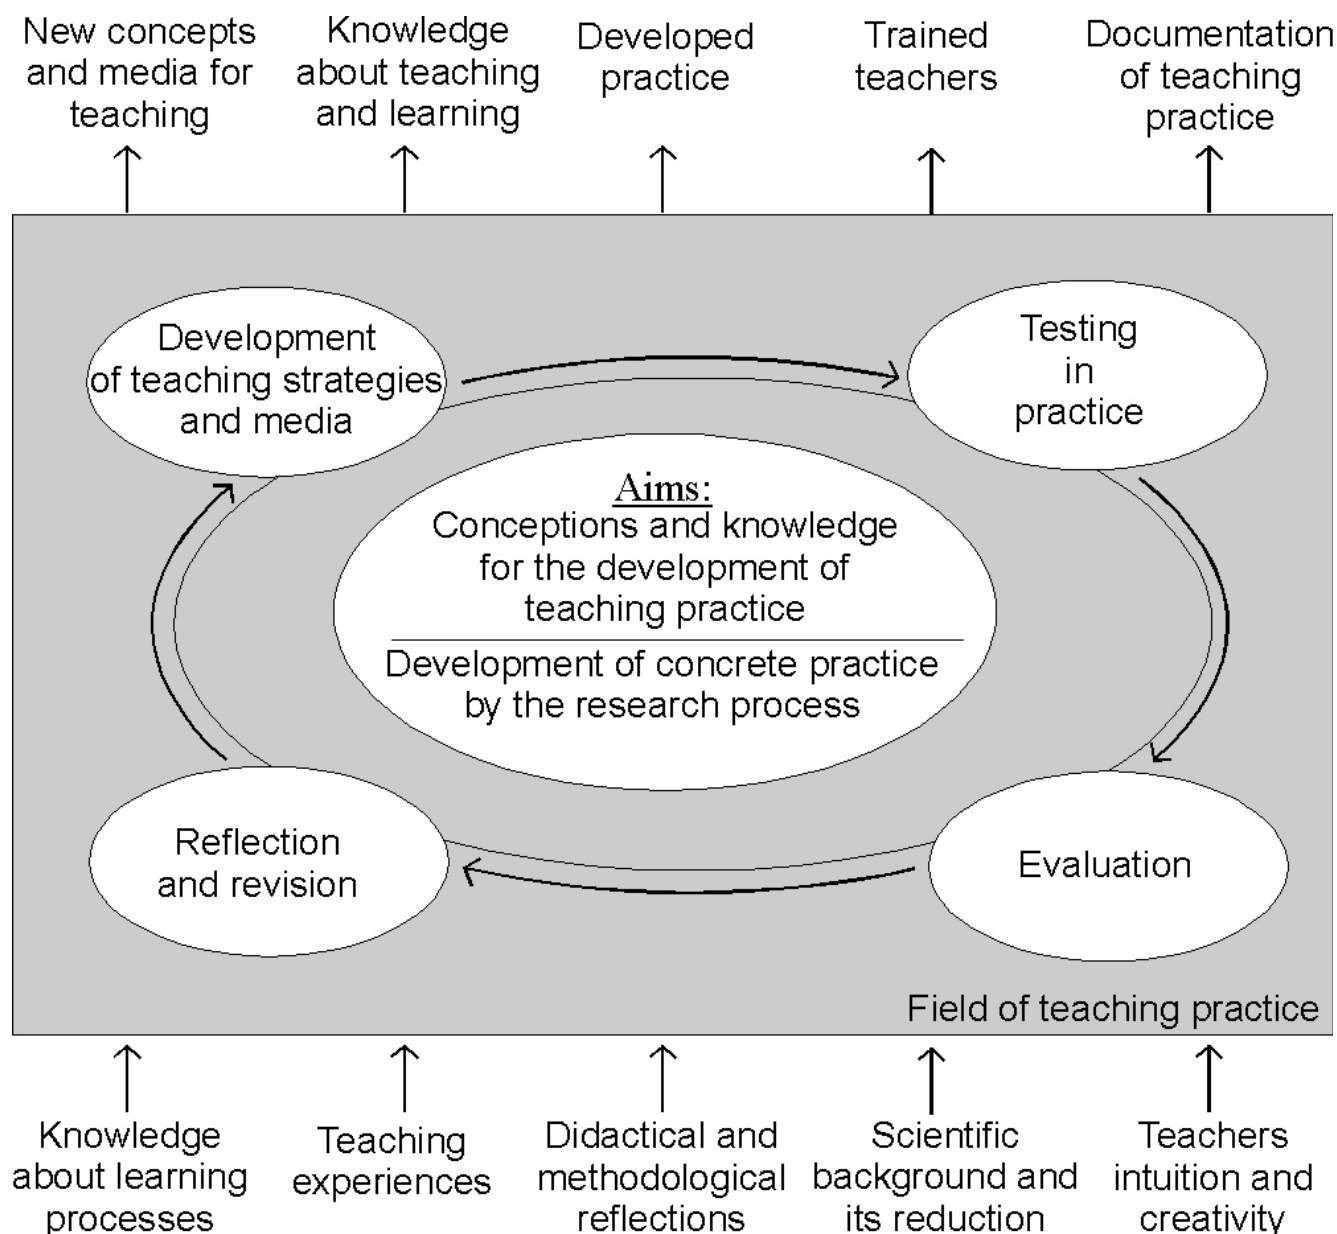 New concepts
and media for
teaching
Knowledge
about teaching
and learning
Developed
practice
Trained
teachers
Documentation
of teaching
practice
Development
of teaching strategies
and media
Testing
in
practice
Aims:
Conceptions and knowledge
for the development of
teaching practice
Development of concrete practice
by the research process
Reflection
and revision
Evaluation
Field of teaching practice
Knowledge
about learning
processes
Teaching
experiences
Didactical and
methodological
reflections
Scientific
background and
its reduction
Teachers
intuition and
creativity